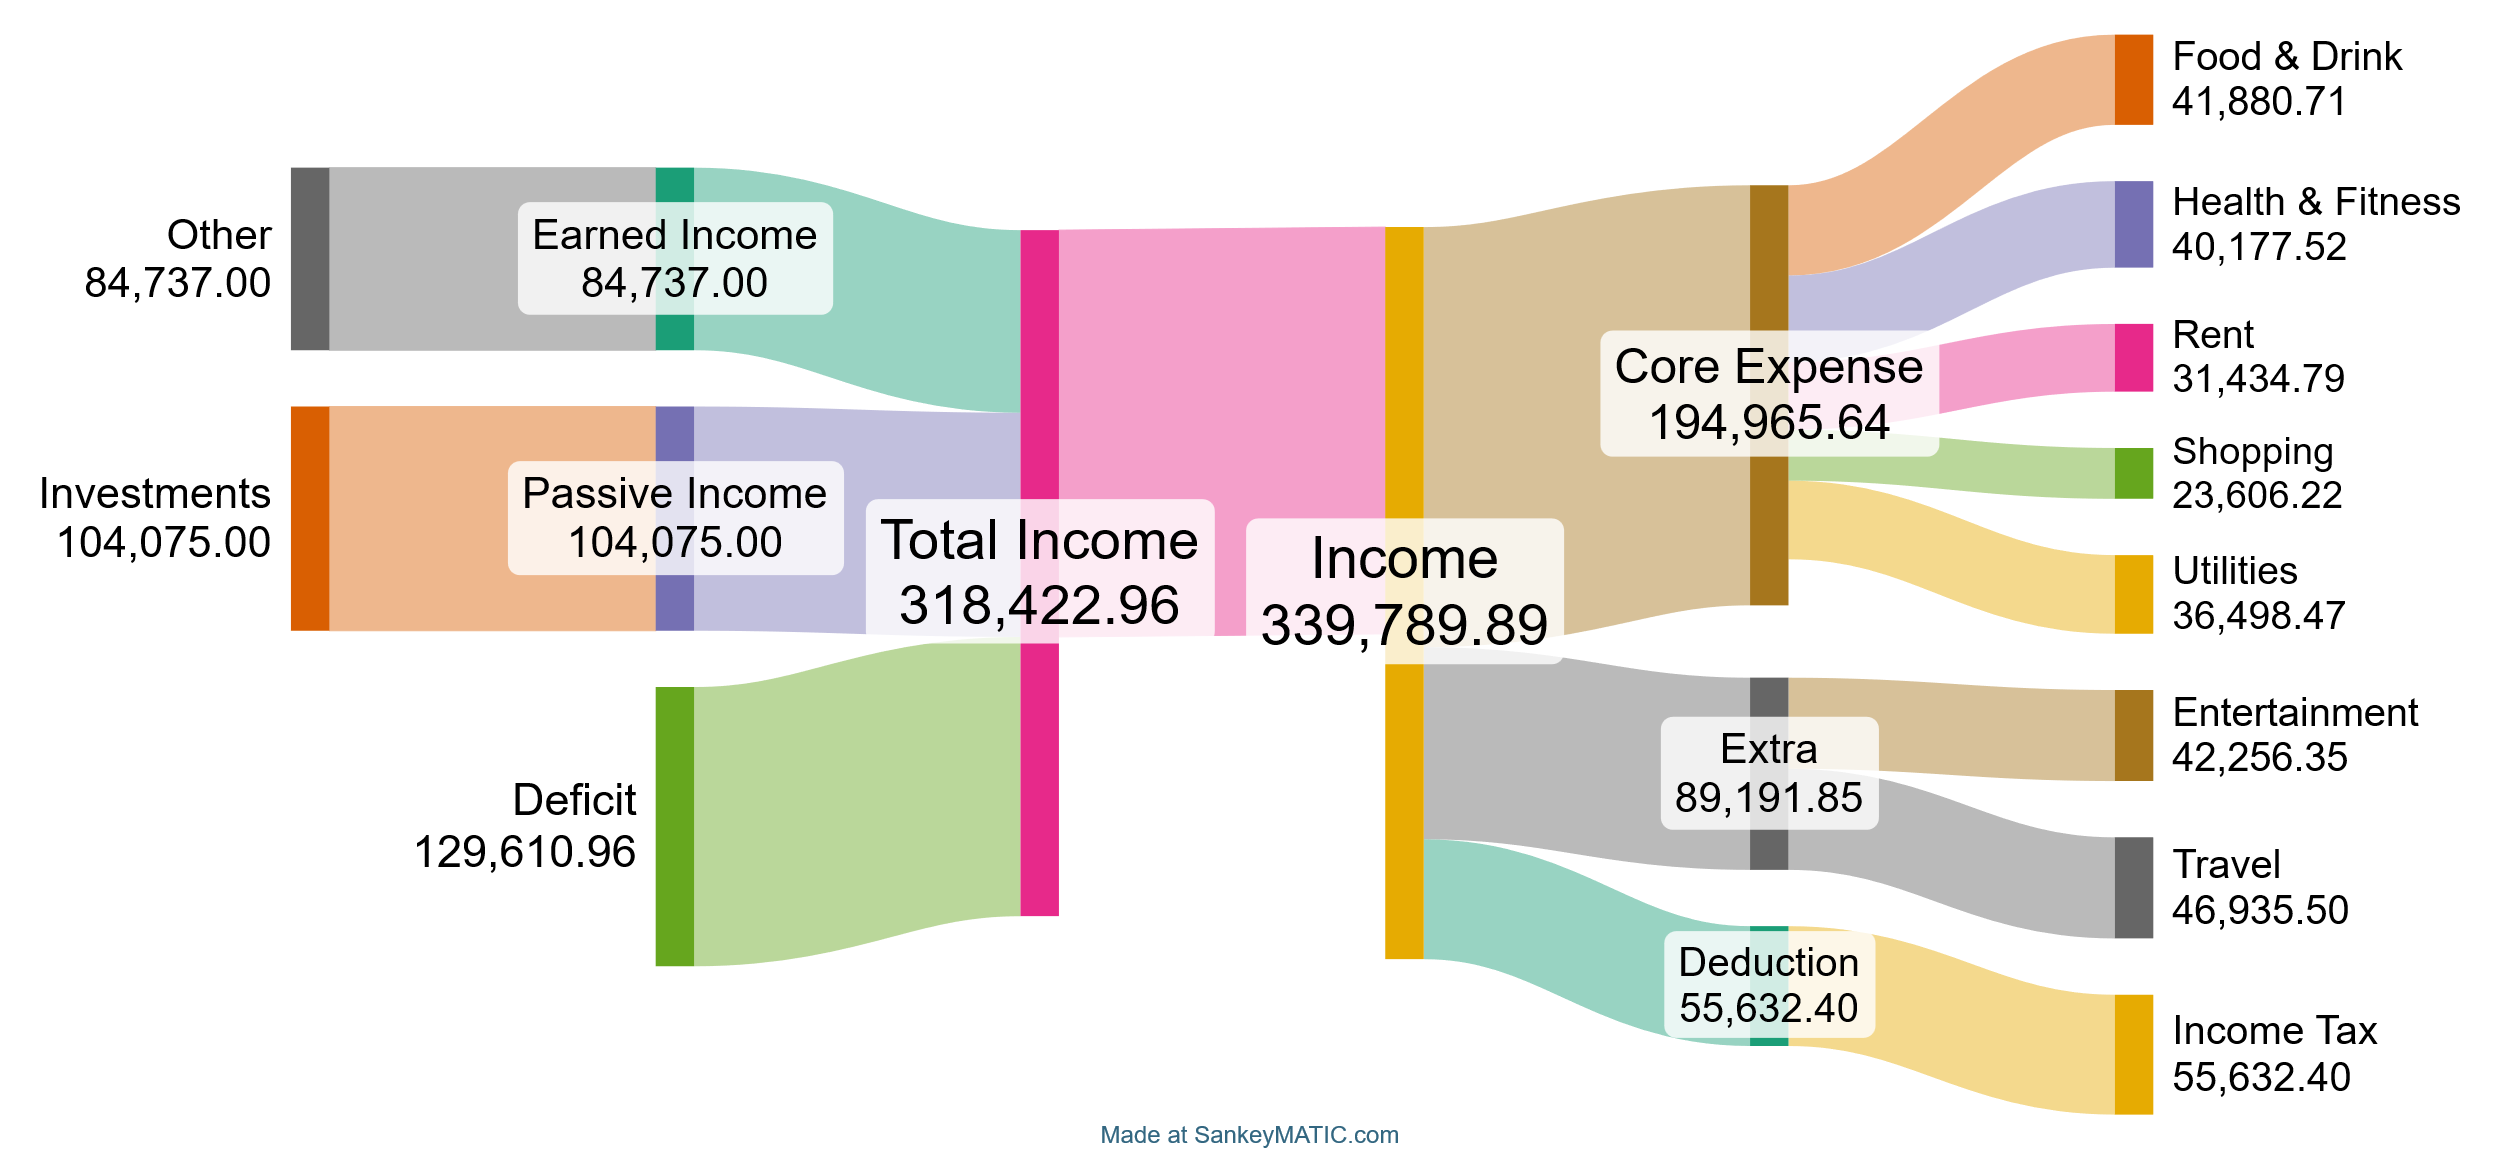 Other
84,737.00
Investments
104,075.00
Earned Income
84,737.00
Passive Income
104,075.00
Deficit
129,610.96
Total Income
318,422.96
Income
339,789.89
Core Expense
194,965.64
Extra
89,191.85
Deduction
55,632.40
Food & Drink
41,880.71
Health & Fitness
40,177.52
Rent
31,434.79
Shopping
23,606.22
Utilities
36,498.47
Entertainment
42,256.35
Travel
46,935.50
Income Tax
55,632.40
Made at SankeyMATIC.com